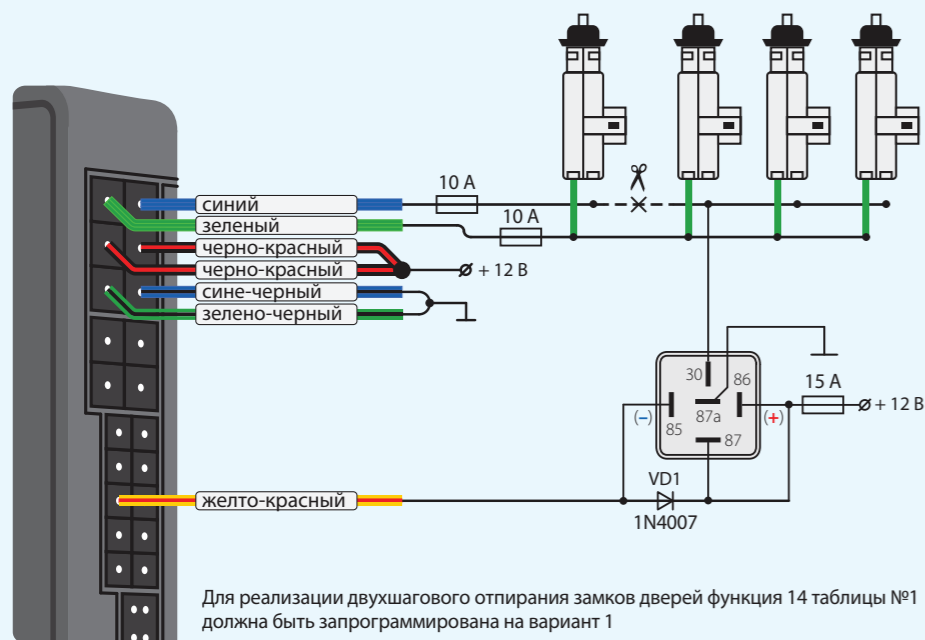 10 А
синий
10 А
зеленый
черно-красный
черно-красный
+ 12 В
сине-черный
зелено-черный
30
86
15 А
+ 12 В
(–)
87a
(+)
85
87
VD1
желто-красный
1N4007
Для реализации двухшагового отпирания замков дверей функция 14 таблицы №1
должна быть запрограммирована на вариант 1